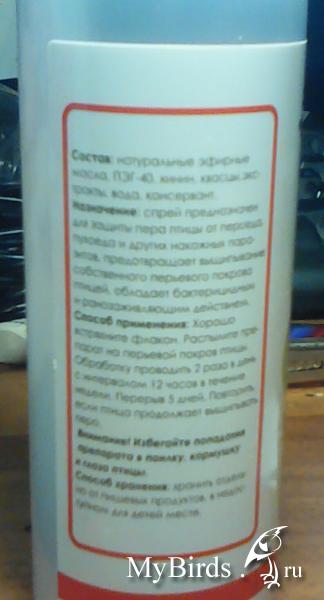 Состав: натуральные эфирные
масла, ПЭГ-40, хинин, квасцы, экс-
тракты, вода, консервант.
Назначение: спрей предназначен
для защиты пера птицы от пероеда,
пухоеда и других накожных пара-
зитов, предотвращает выщипывание
собственного перьевого покрова
птицей, обладает бактерицидным
и ранозаживляющим действием.
Способ применения: Хорошо
встряхните флакон. Распылите пре-
парат на перьевой покров птицы.
Обработку проводить 2 раза в день
с интервалом 12 часов в течение
недели. Перерыв 5 дней. Повторить
если птица продолжает выщипывать
перо.
Внимание! Избегайте попадания
препарата в поилку, кормушку
и глаза птицы.
Способ хранения: хранить отдель-
но от пищевых продуктов, в недос-
тупном для детей месте.
MyBirds.ru